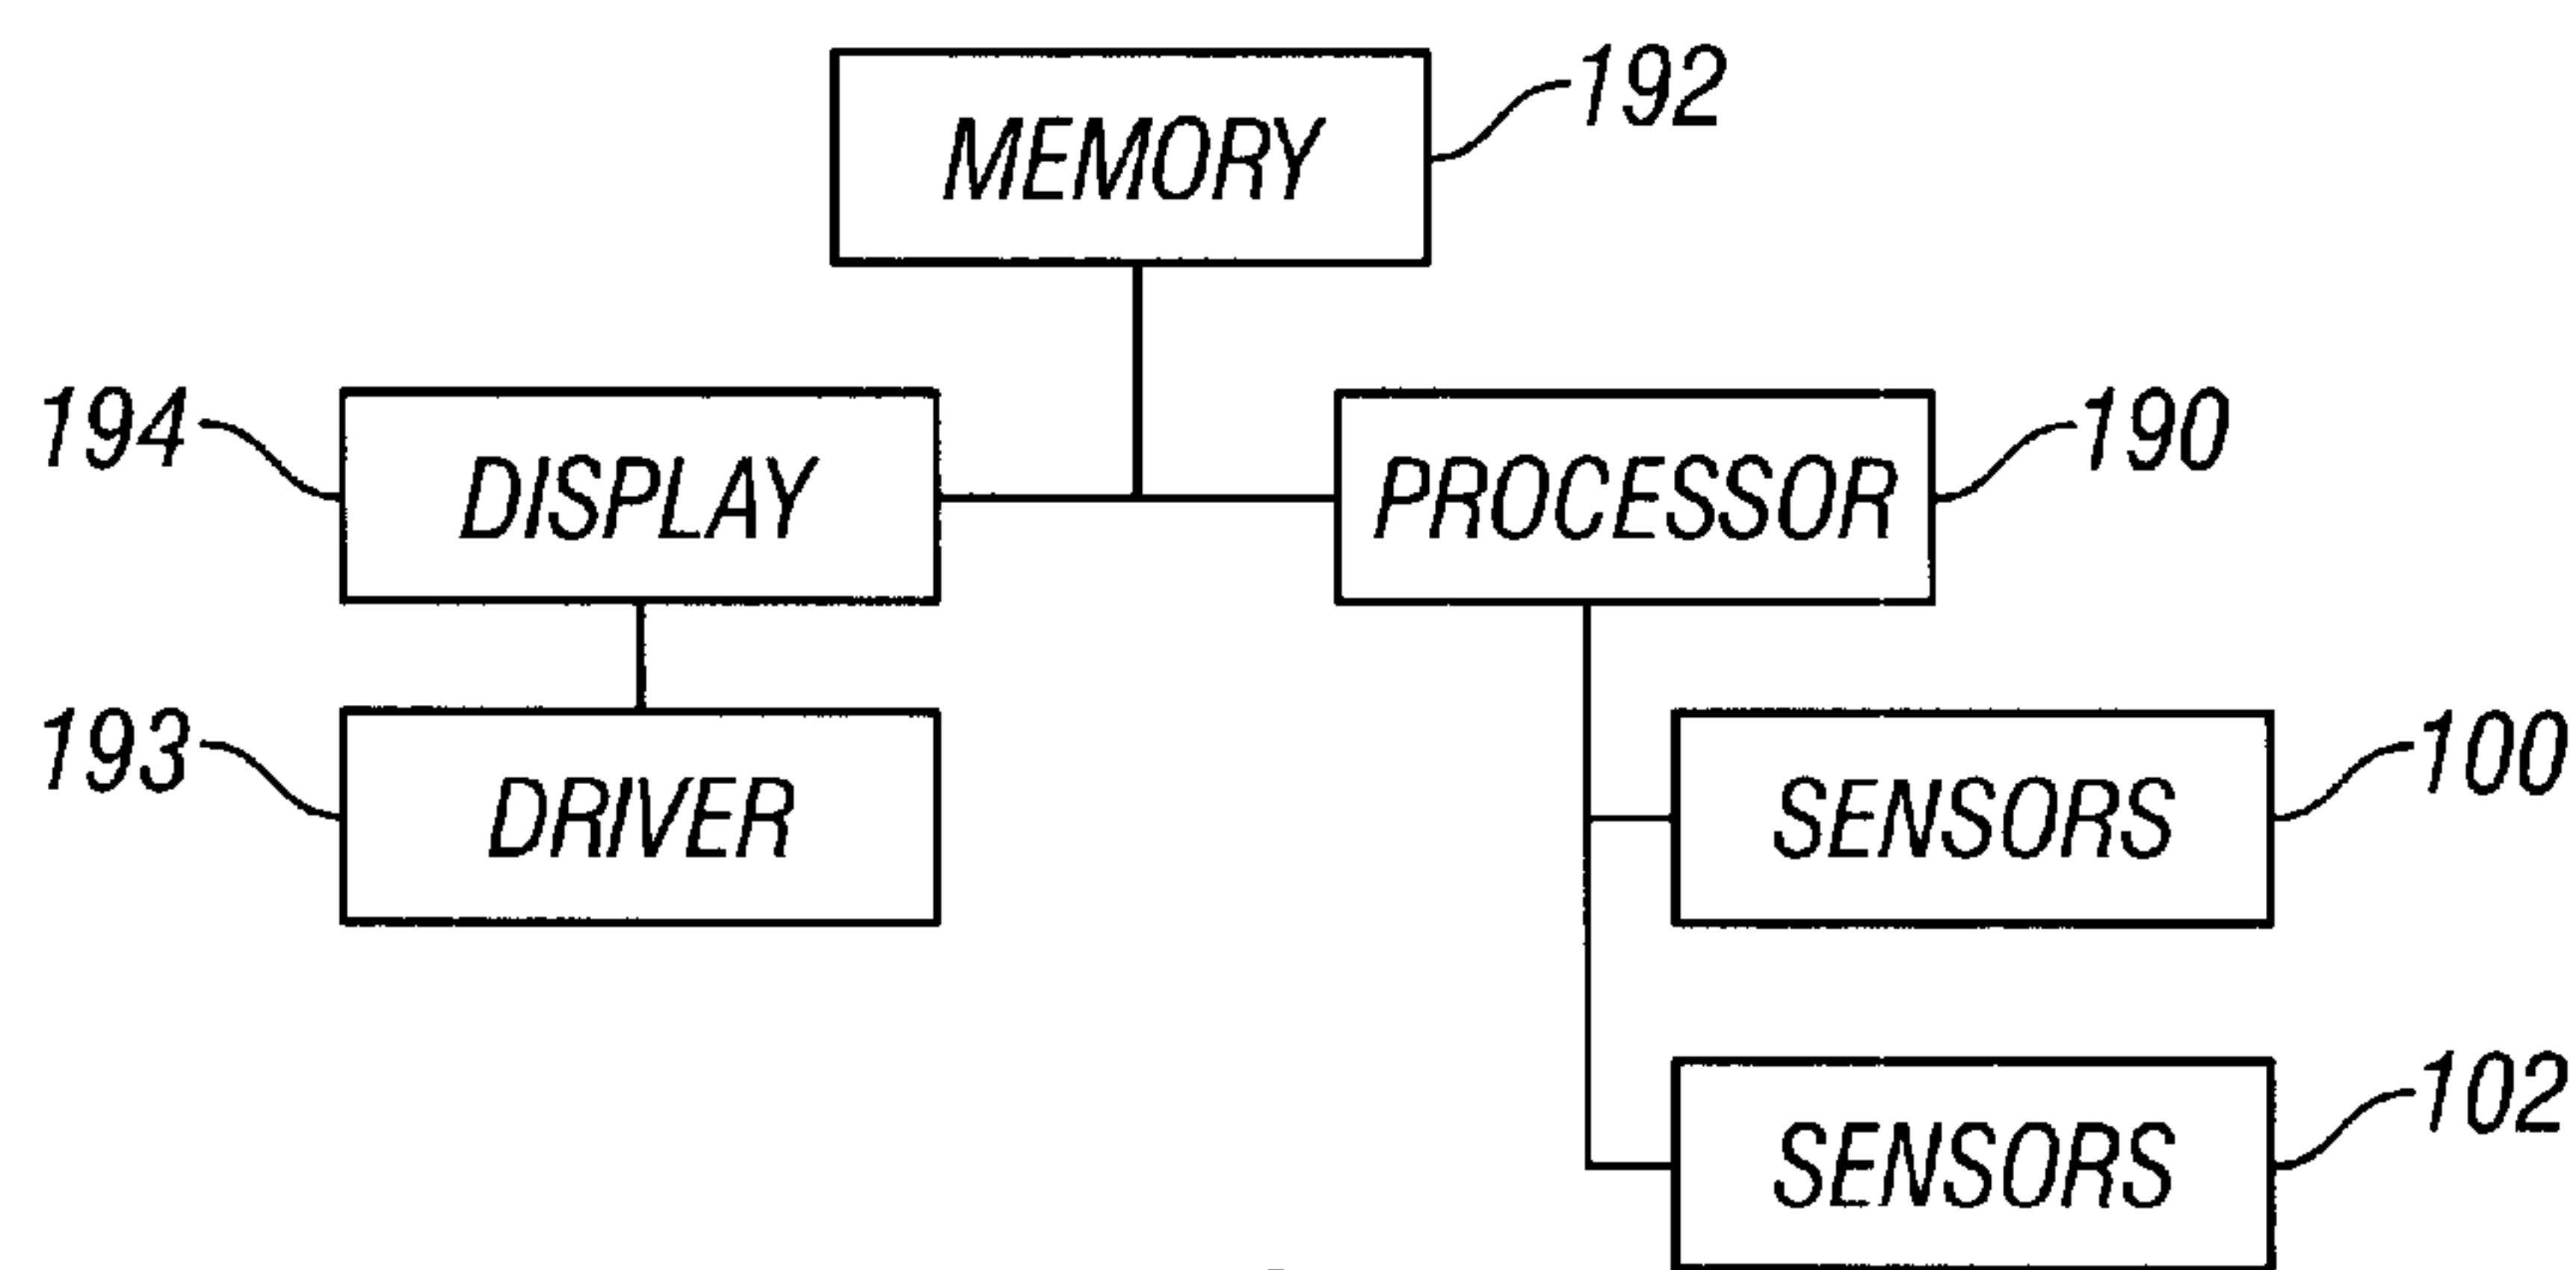 MEMORY
192
194
DISPLAY
PROCESSOR
190
193
DRIVER
SENSORS
100
SENSORS
102